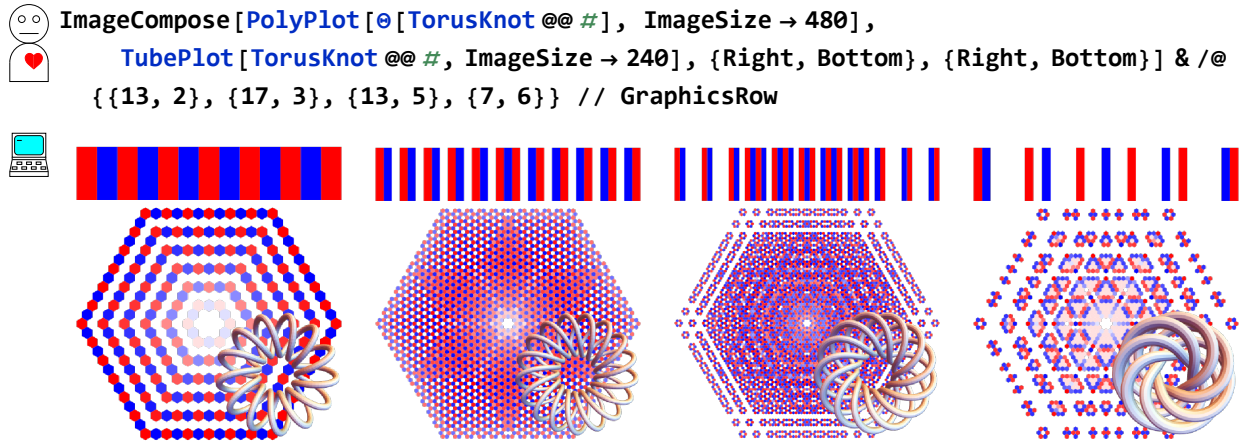 ImageCompose[PolyPlot[Θ[TorusKnot @@ #], ImageSize → 480],
TubePlot[TorusKnot @@ #, ImageSize → 240], {Right, Bottom}, {Right, Bottom}] & /@
{{13, 2}, {17, 3}, {13, 5}, {7, 6}} // GraphicsRow